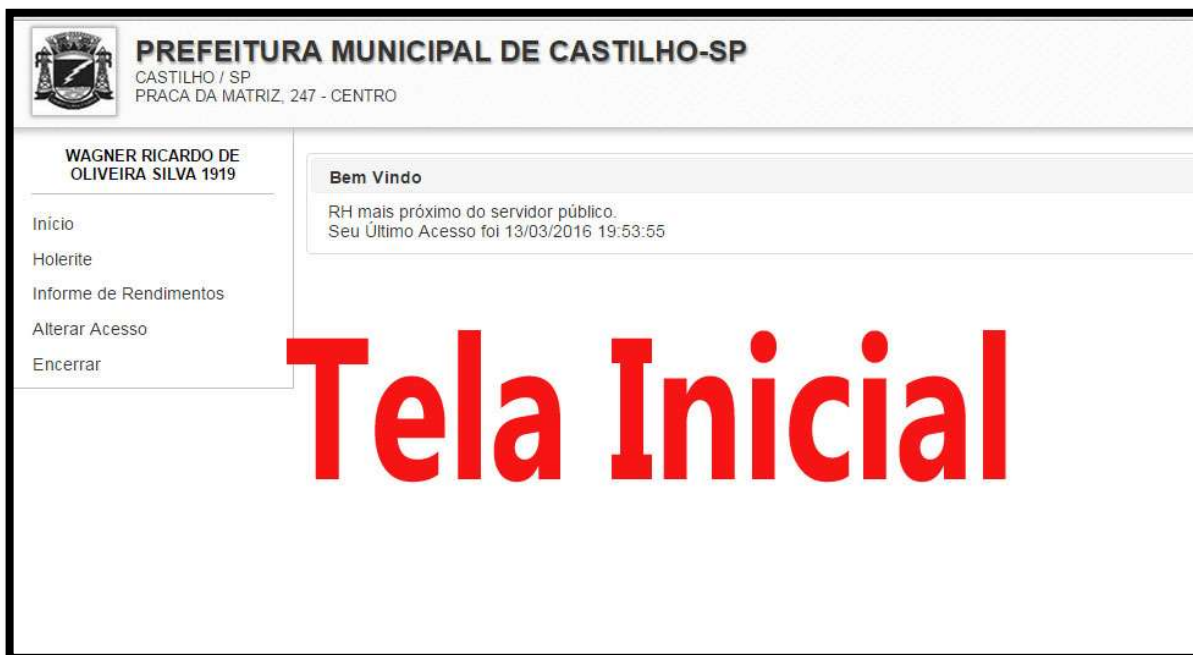 PREFEITURA MUNICIPAL DE CASTILHO-SP
CASTILHO / SP
PRACA DA MATRIZ, 247 - CENTRO
WAGNER RICARDO DE
OLIVEIRA SILVA 1919
Início
Holerite
Informe de Rendimentos
Alterar Acesso
Encerrar
Bem Vindo
RH mais próximo do servidor público.
Seu Último Acesso foi 13/03/2016 19:53:55
Tela Inicial